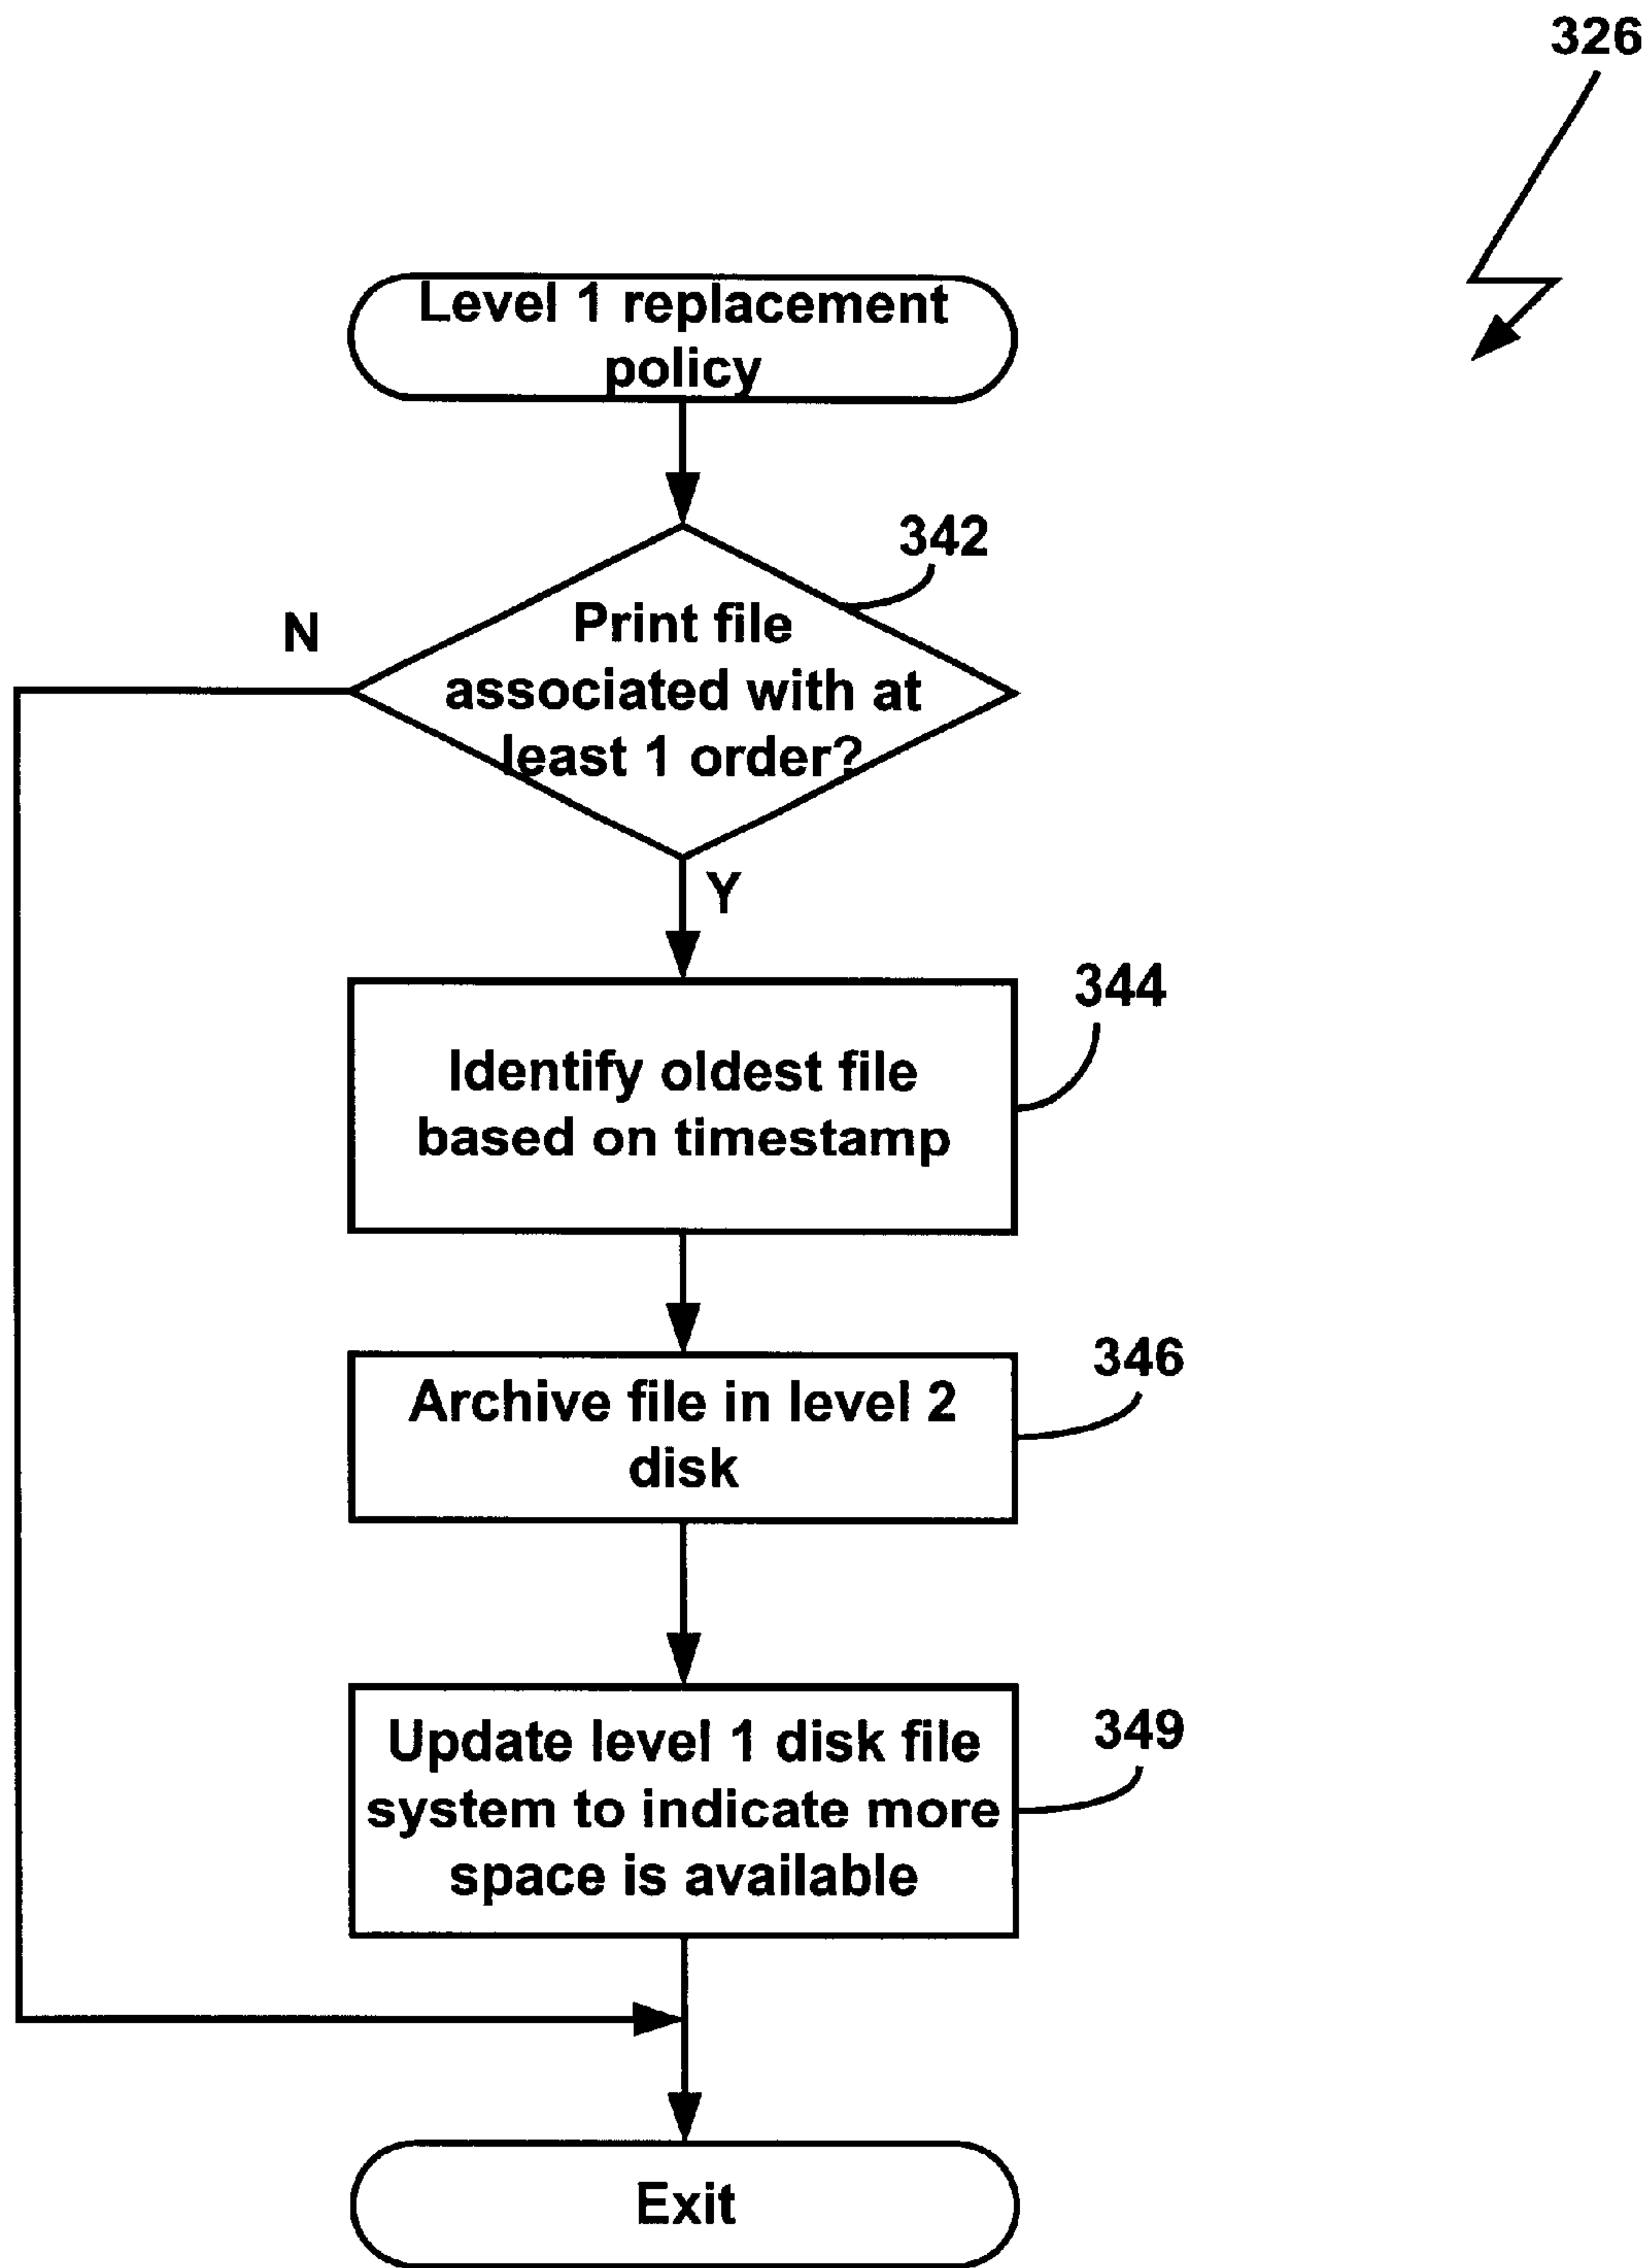 326
Level 1 replacement
policy
342
N
Print file
associated with at
least 1 order?
Y
344
Identify oldest file
based on timestamp
346
Archive file in level 2
disk
349
Update level 1 disk file
system to indicate more
space is available
Exit